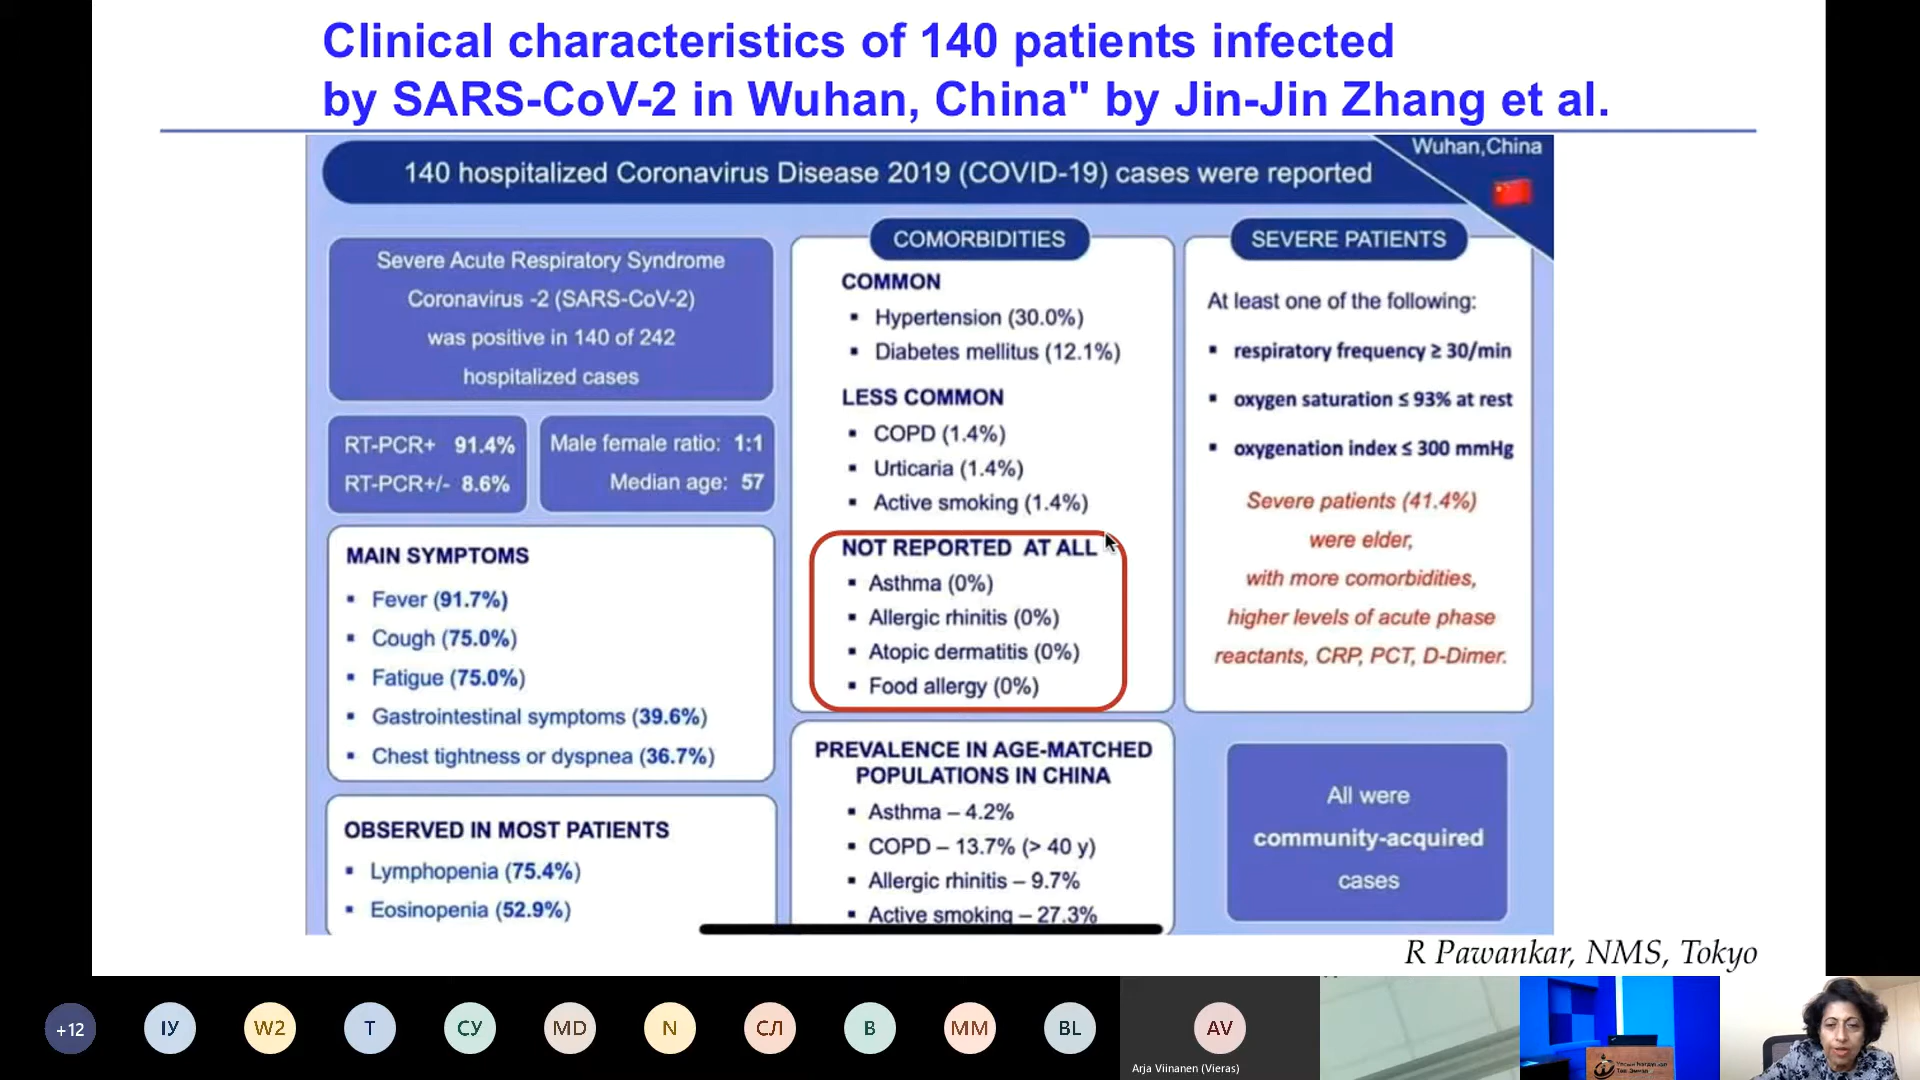 Clinical characteristics of 140 patients infected
by SARS-CoV-2 in Wuhan, China" by Jin-Jin Zhang et al.
Wuhan,China
140 hospitalized Coronavirus Disease 2019 (COVID-19) cases were reported
Severe Acute Respiratory Syndrome
Coronavirus -2 (SARS-CoV-2)
was positive in 140 of 242
hospitalized cases
RT-PCR+ 91.4%
RT-PCR+/- 8.6%
Male female ratio: 1:1
Median age: 57
MAIN SYMPTOMS
▪ Fever (91.7%)
▪ Cough (75.0%)
▪ Fatigue (75.0%)
▪ Gastrointestinal symptoms (39.6%)
▪ Chest tightness or dyspnea (36.7%)
OBSERVED IN MOST PATIENTS
▪ Lymphopenia (75.4%)
▪ Eosinopenia (52.9%)
COMORBIDITIES
COMMON
▪ Hypertension (30.0%)
▪ Diabetes mellitus (12.1%)
LESS COMMON
▪ COPD (1.4%)
▪ Urticaria (1.4%)
▪ Active smoking (1.4%)
NOT REPORTED AT ALL
▪ Asthma (0%)
▪ Allergic rhinitis (0%)
▪ Atopic dermatitis (0%)
▪ Food allergy (0%)
PREVALENCE IN AGE-MATCHED
POPULATIONS IN CHINA
▪ Asthma – 4.2%
▪ COPD – 13.7% (> 40 y)
▪ Allergic rhinitis – 9.7%
▪ Active smoking – 27.3%
SEVERE PATIENTS
At least one of the following:
▪ respiratory frequency ≥ 30/min
▪ oxygen saturation ≤ 93% at rest
▪ oxygenation index ≤ 300 mmHg
Severe patients (41.4%)
were elder,
with more comorbidities,
higher levels of acute phase
reactants, CRP, PCT, D-Dimer.
All were
community-acquired
cases
R Pawankar, NMS, Tokyo
+12
ІУ
W2
T
СУ
MD
N
СЛ
B
MM
BL
AV
Arja Viinanen (Vieras)